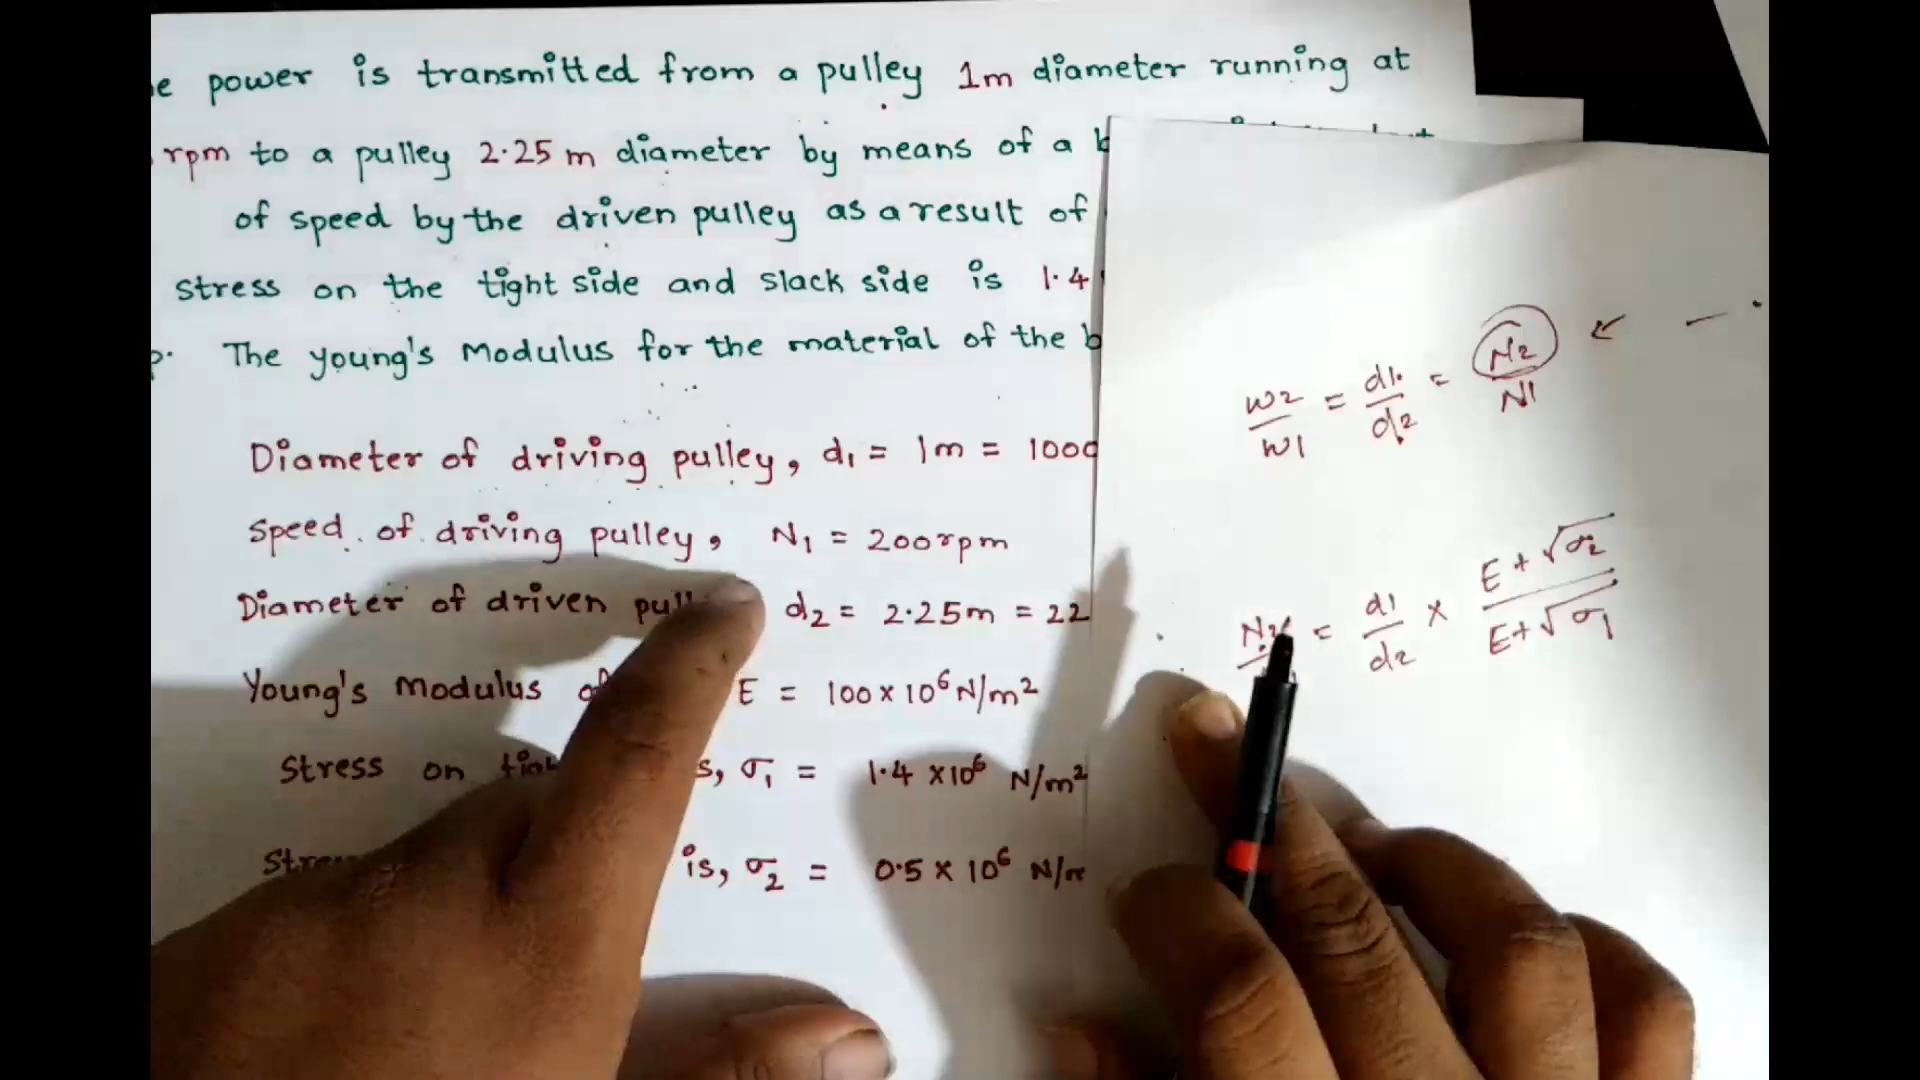 power is transmitted from a pulley 1m diameter running at
rpm to a pulley 2.25 m diameter by means of a
of speed by the driven pulley as a result of
stress on the tight side and slack side is 1.4
The young's Modulus for the material of the
Diameter of driving pulley, d1 = 1m = 1000
Speed of driving pulley, N1 = 200rpm
Diameter of driven d2 = 2.25m = 22
Young's Modulus E = 100 x 10⁶ N/m²
Stress on σ1 = 1.4 x10⁶ N/m²
is, σ2 = 0.5 x 10⁶
w2/w1 = d1/d2 = N2/N1
= d1/d2 x E + √σ2 / E + √σ1